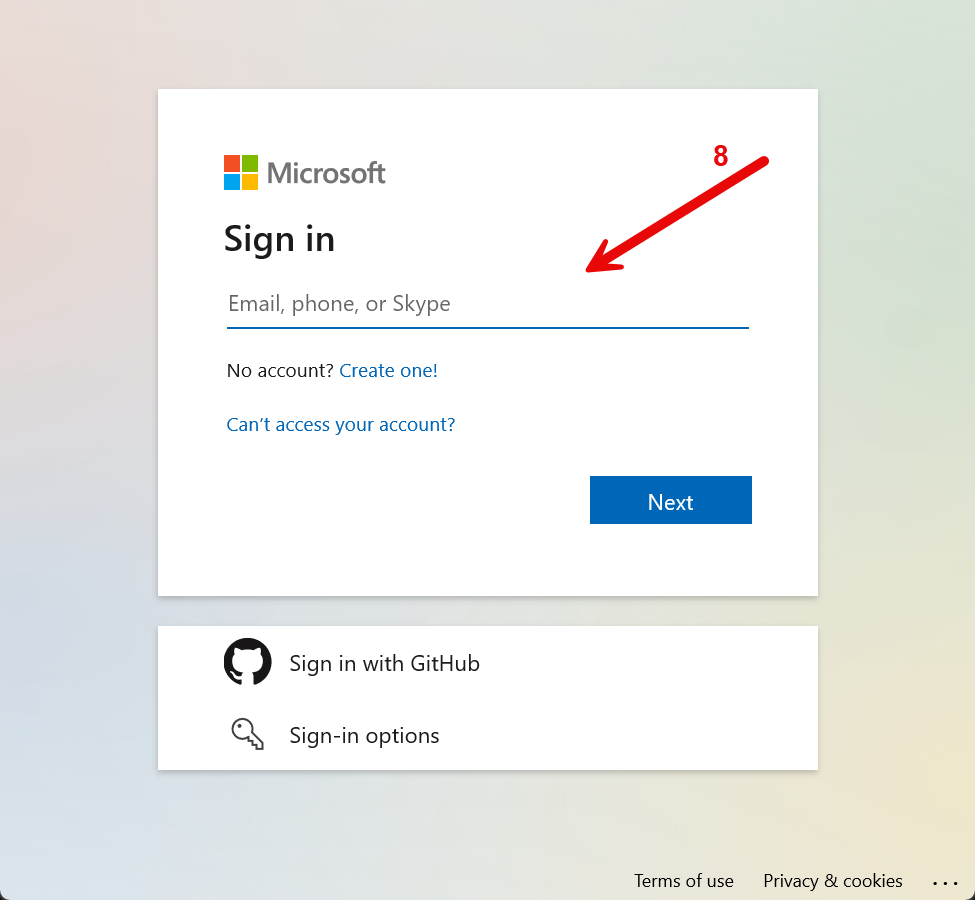 8
Microsoft
Sign in
Email, phone, or Skype
No account? Create one!
Can’t access your account?
Next
Sign in with GitHub
Sign-in options
Terms of use Privacy & cookies ...